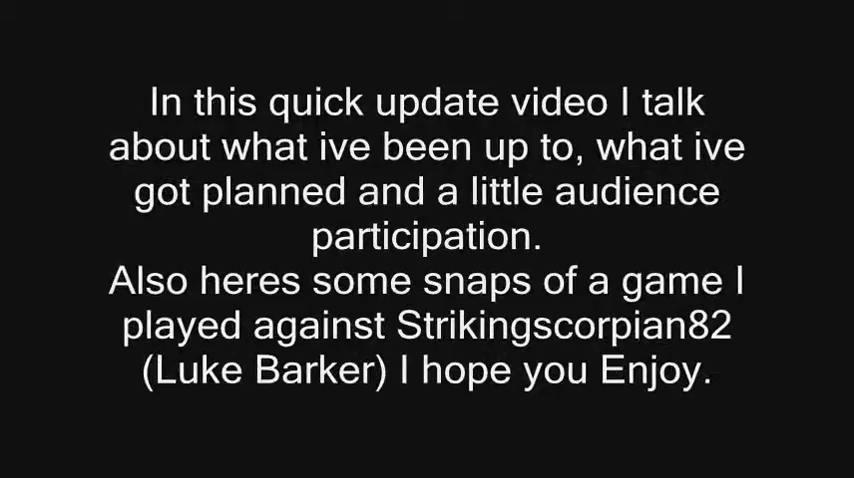 In this quick update video I talk
about what ive been up to, what ive
got planned and a little audience
participation.
Also heres some snaps of a game I
played against Strikingscorpian82
(Luke Barker) I hope you Enjoy.